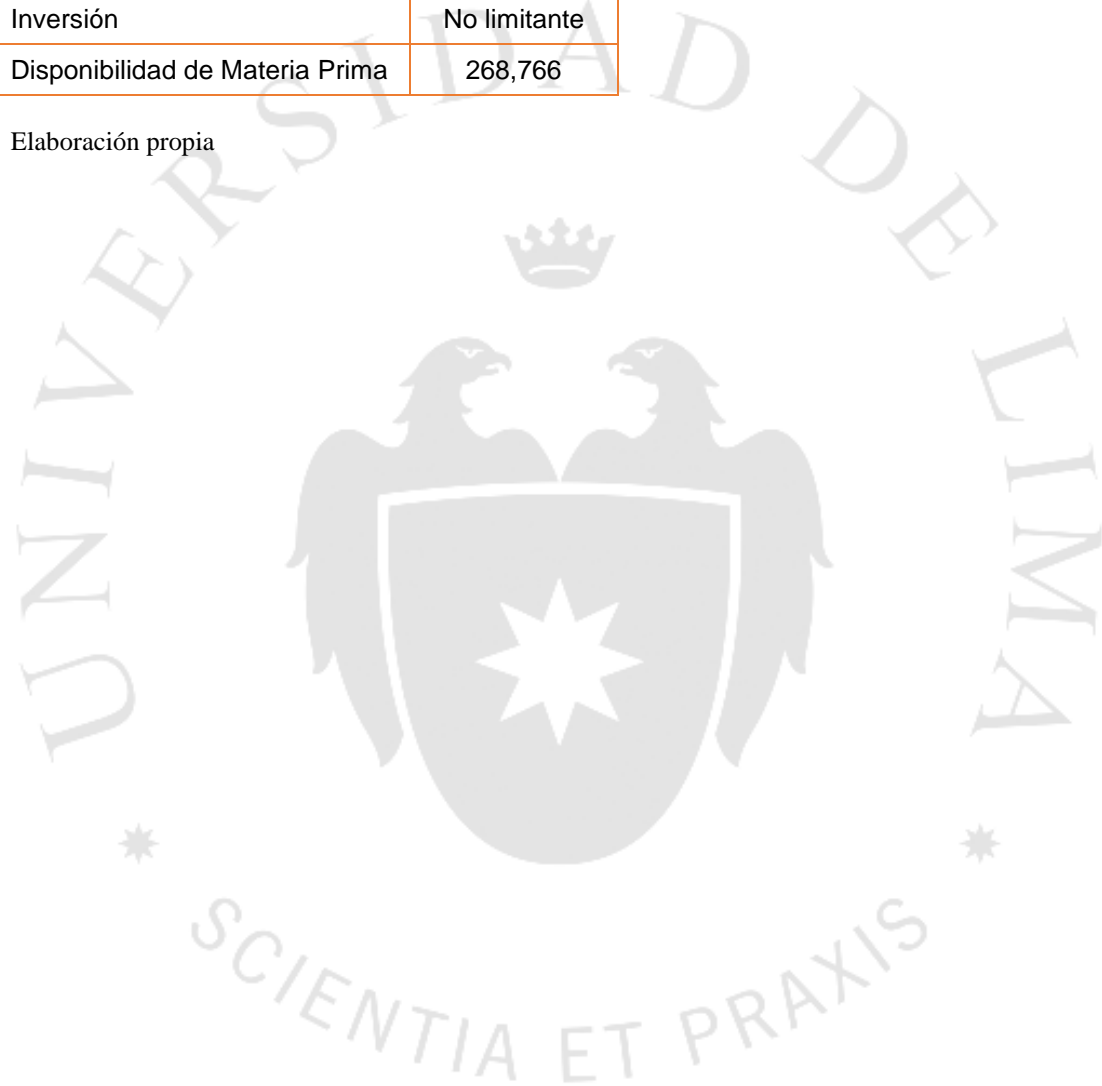 Inversión No limitante
Disponibilidad de Materia Prima 268,766
Elaboración propia
UNIVERSIDAD DE LIMA
SCIENTIA ET PRAXIS